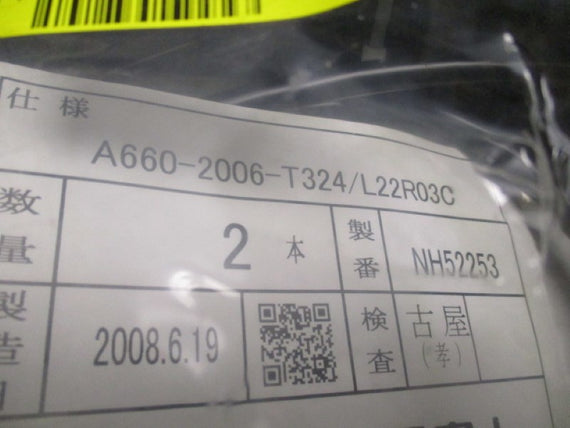 仕様
A660-2006-T324/L22R03C
数量
2本
製番
NH52253
製造日
2008.6.19
検査
古屋
(孝)